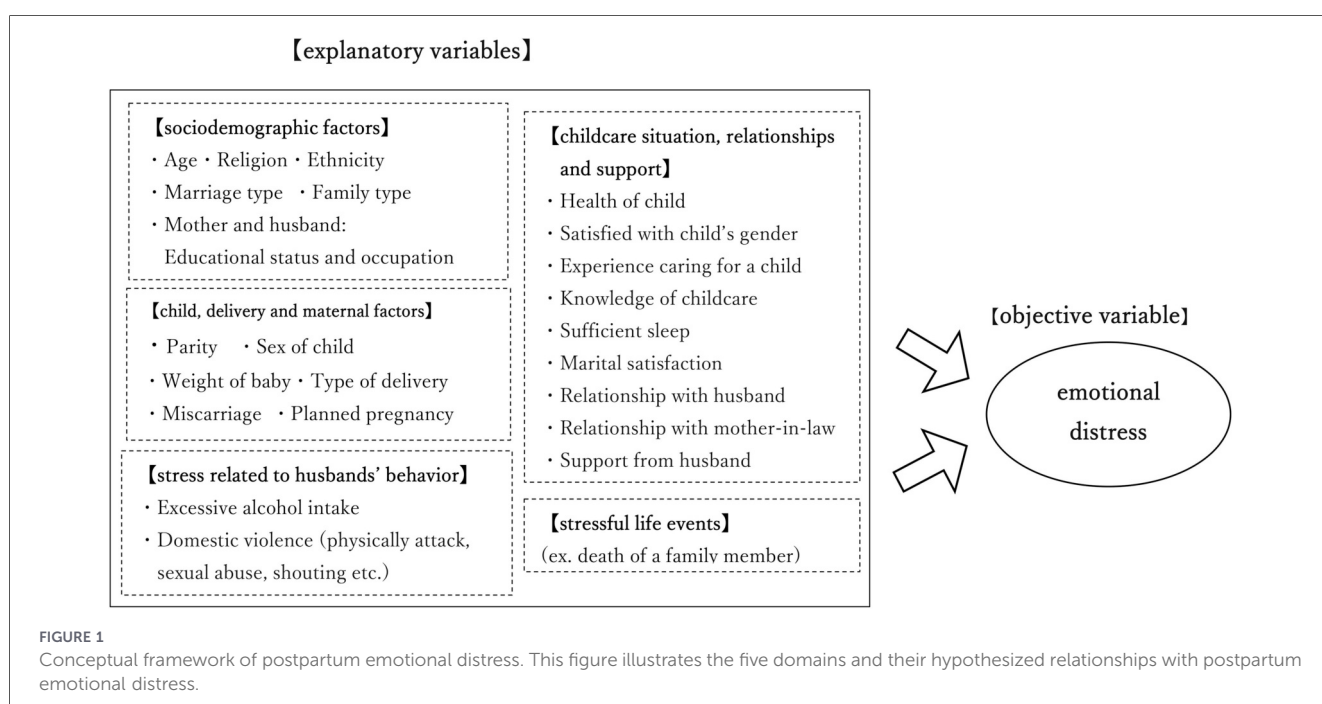 【explanatory variables】
【sociodemographic factors】
・Age・Religion・Ethnicity
・Marriage type ・Family type
・Mother and husband:
Educational status and occupation
【child, delivery and maternal factors】
・Parity ・Sex of child
・Weight of baby・Type of delivery
・Miscarriage ・Planned pregnancy
【stress related to husbands’ behavior】
・Excessive alcohol intake
・Domestic violence (physically attack,
sexual abuse, shouting etc.)
【childcare situation, relationships
and support】
・Health of child
・Satisfied with child’s gender
・Experience caring for a child
・Knowledge of childcare
・Sufficient sleep
・Marital satisfaction
・Relationship with husband
・Relationship with mother-in-law
・Support from husband
【stressful life events】
(ex. death of a family member)
【objective variable】
emotional
distress
FIGURE 1
Conceptual framework of postpartum emotional distress. This figure illustrates the five domains and their hypothesized relationships with postpartum
emotional distress.